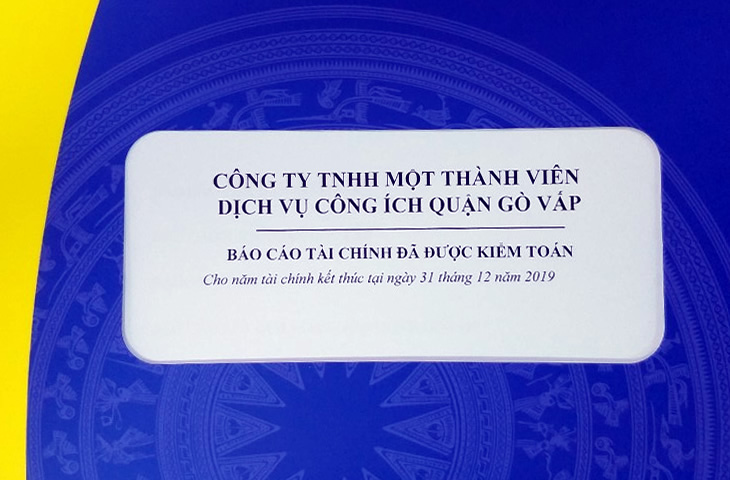 CÔNG TY TNHH MỘT THÀNH VIÊN
DỊCH VỤ CÔNG ÍCH QUẬN GÒ VẤP
BÁO CÁO TÀI CHÍNH ĐÃ ĐƯỢC KIỂM TOÁN
Cho năm tài chính kết thúc tại ngày 31 tháng 12 năm 2019